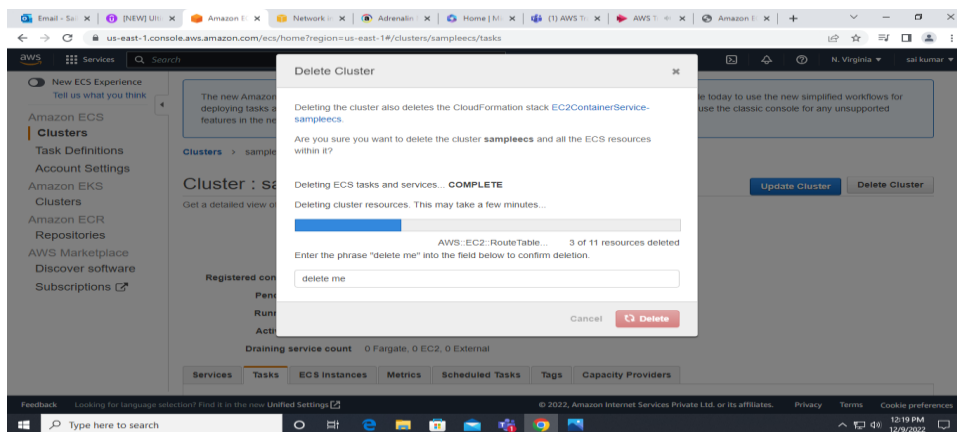 Email - Sai
[NEW] Ulti
Amazon E
Network in
Adrenalin
Home | M
(1) AWS Tr
AWS T
Amazon E
us-east-1.console.aws.amazon.com/ecs/home?region=us-east-1#/clusters/sampleecs/tasks
aws Services Search N. Virginia sai kumar
New ECS Experience
Tell us what you think
Amazon ECS
Clusters
Task Definitions
Account Settings
Amazon EKS
Clusters
Amazon ECR
Repositories
AWS Marketplace
Discover software
Subscriptions
The new Amazon
deploying tasks a
features in the ne
le today to use the new simplified workflows for
use the classic console for any unsupported
Clusters > sample
Cluster : sa
Get a detailed view of
Update Cluster Delete Cluster
Registered con
Pend
Runn
Acti
Draining service count 0 Fargate, 0 EC2, 0 External
Services Tasks ECS Instances Metrics Scheduled Tasks Tags Capacity Providers
Delete Cluster
Deleting the cluster also deletes the CloudFormation stack EC2ContainerService-
sampleecs.
Are you sure you want to delete the cluster sampleecs and all the ECS resources
within it?
Deleting ECS tasks and services... COMPLETE
Deleting cluster resources. This may take a few minutes...
AWS::EC2::RouteTable... 3 of 11 resources deleted
Enter the phrase "delete me" into the field below to confirm deletion.
delete me
Cancel Delete
Feedback Looking for language selection? Find it in the new Unified Settings © 2022, Amazon Internet Services Private Ltd. or its affiliates. Privacy Terms Cookie preferences
Type here to search
12:19 PM
12/9/2022